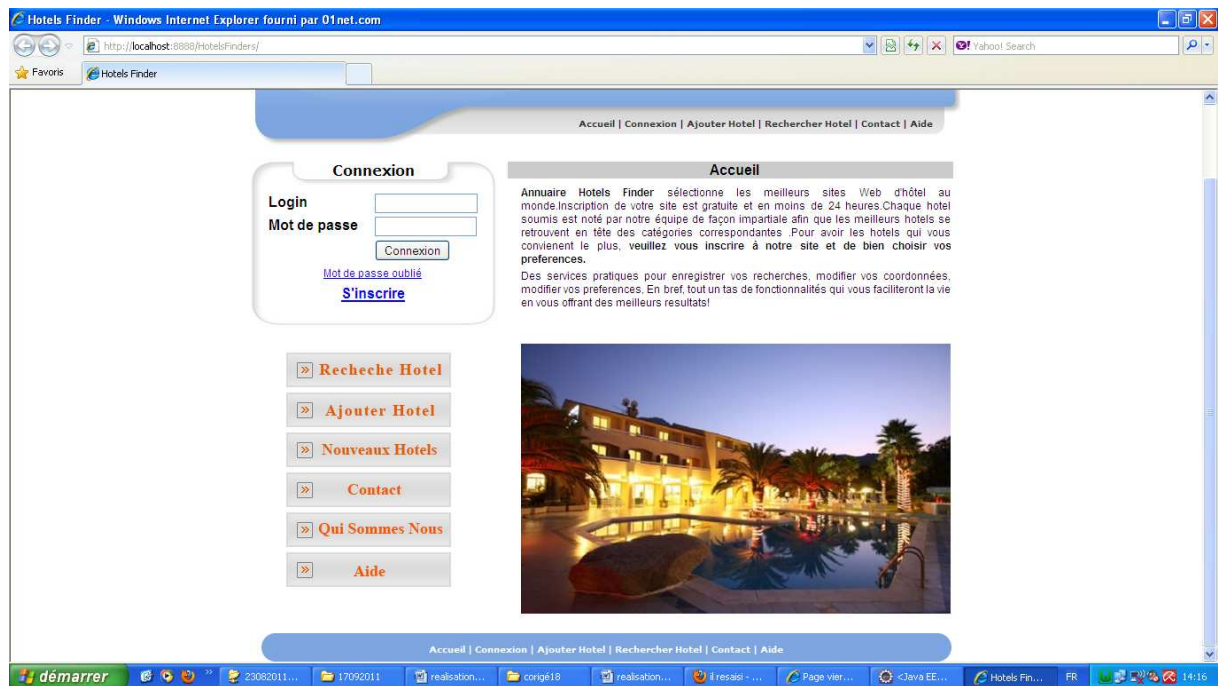 Hotels Finder - Windows Internet Explorer fourni par 01net.com
http://localhost:8888/HotelsFinders/
Yahoo! Search
Favoris
Hotels Finder
Accueil | Connexion | Ajouter Hotel | Rechercher Hotel | Contact | Aide
Connexion
Login
Mot de passe
Connexion
Mot de passe oublié
S'inscrire
Accueil
Annuaire Hotels Finder sélectionne les meilleurs sites Web d'hôtel au
monde.Inscription de votre site est gratuite et en moins de 24 heures.Chaque hotel
soumis est noté par notre équipe de façon impartiale afin que les meilleurs hotels se
retrouvent en tête des catégories correspondantes .Pour avoir les hotels qui vous
convienent le plus, veuillez vous inscrire à notre site et de bien choisir vos
preferences.
Des services pratiques pour enregistrer vos recherches, modifier vos coordonnées,
modifier vos preferences, En bref, tout un tas de fonctionnalités qui vous faciliteront la vie
en vous offrant des meilleurs resultats!
Recheche Hotel
Ajouter Hotel
Nouveaux Hotels
Contact
Qui Sommes Nous
Aide
Accueil | Connexion | Ajouter Hotel | Rechercher Hotel | Contact | Aide
démarrer
23082011...
17092011
realisation...
corigé18
realisation...
il resaisi - ...
Page vier...
<Java EE...
Hotels Fin...
FR
14:16